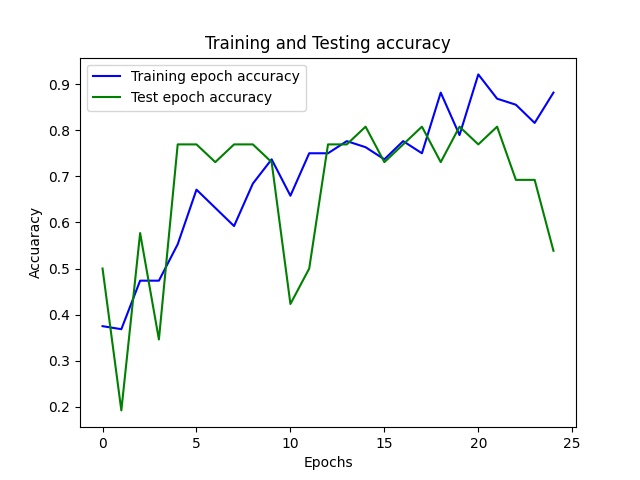 Training and Testing accuracy
Training epoch accuracy
Test epoch accuracy
Accuaracy
0.9
0.8
0.7
0.6
0.5
0.4
0.3
0.2
0 5 10 15 20 25
Epochs